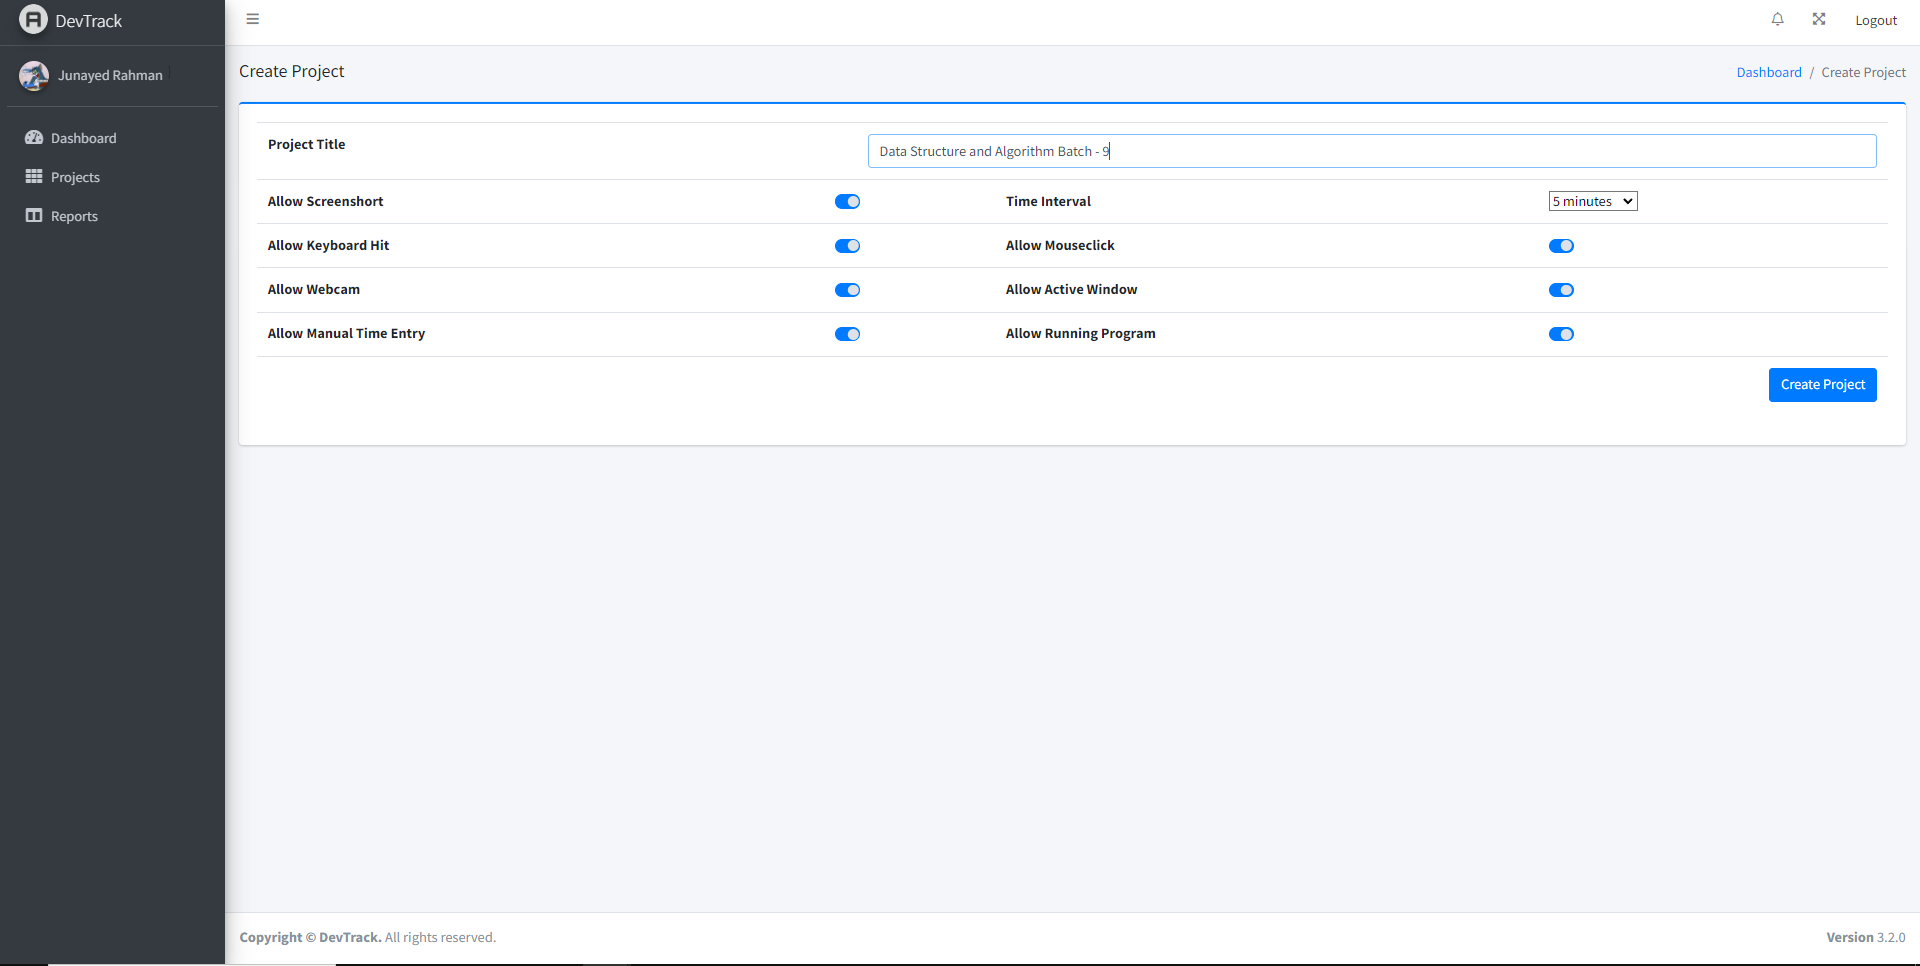 DevTrack
Logout
Junayed Rahman
Dashboard
Projects
Reports
Create Project
Dashboard / Create Project
Project Title
Data Structure and Algorithm Batch - 9
Allow Screenshort
Time Interval
5 minutes
Allow Keyboard Hit
Allow Mouseclick
Allow Webcam
Allow Active Window
Allow Manual Time Entry
Allow Running Program
Create Project
Copyright © DevTrack. All rights reserved.
Version 3.2.0